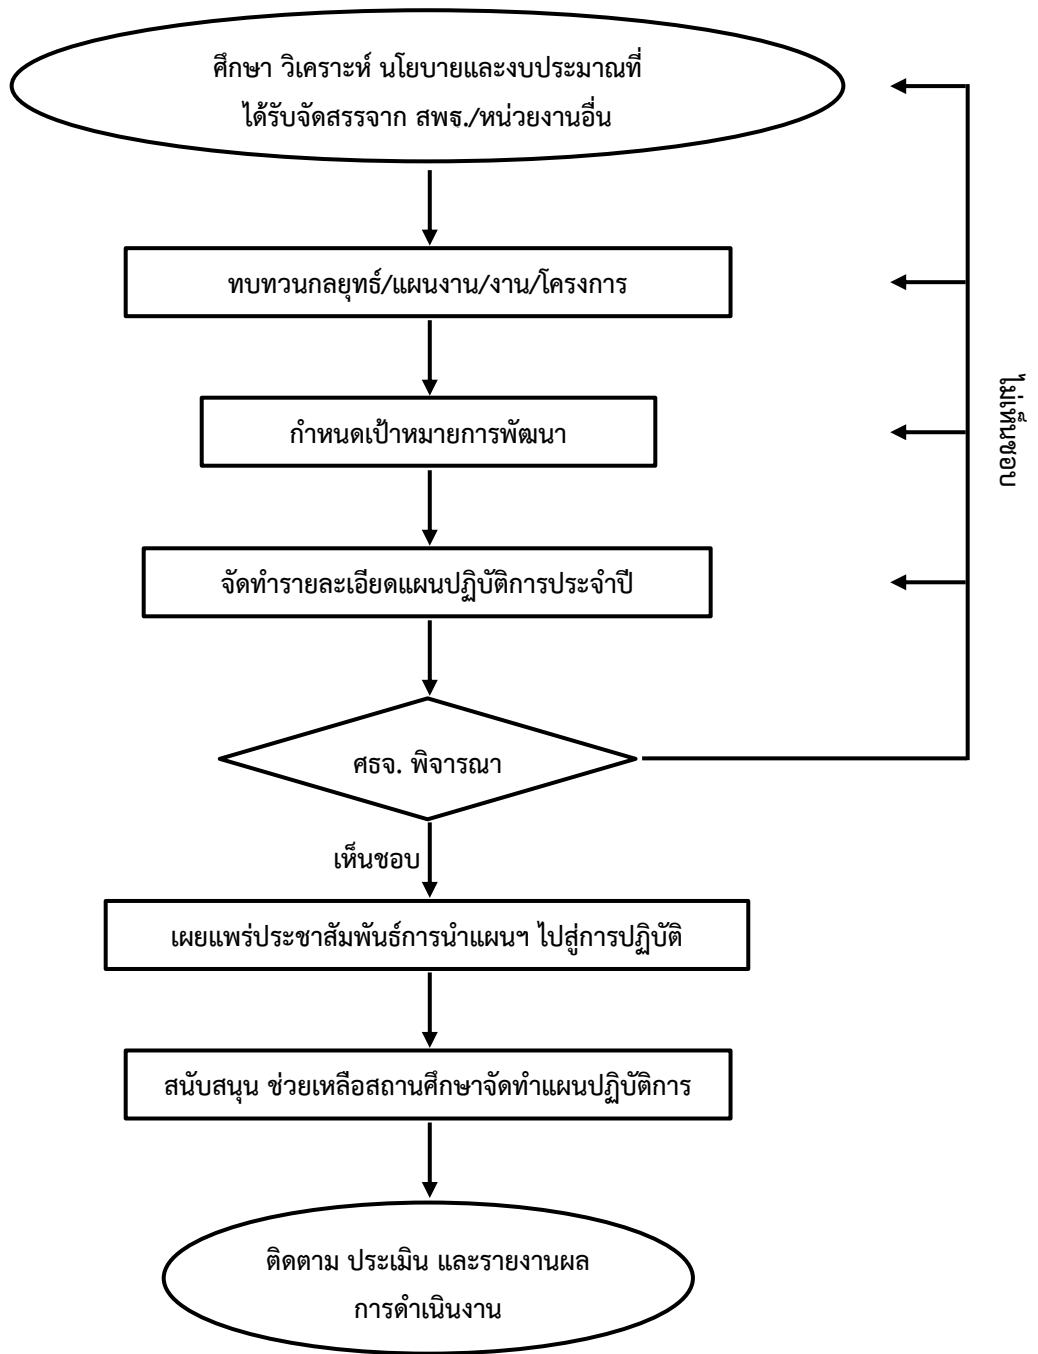 ศึกษา วิเคราะห์ นโยบายและงบประมาณที่
ได้รับจัดสรรจาก สพฐ./หน่วยงานอื่น
ทบทวนกลยุทธ์/แผนงาน/งาน/โครงการ
กำหนดเป้าหมายการพัฒนา
ไม่เห็นชอบ
จัดทำรายละเอียดแผนปฏิบัติการประจำปี
ศธจ. พิจารณา
เห็นชอบ
เผยแพร่ประชาสัมพันธ์การนำแผนฯ ไปสู่การปฏิบัติ
สนับสนุน ช่วยเหลือสถานศึกษาจัดทำแผนปฏิบัติการ
ติดตาม ประเมิน และรายงานผล
การดำเนินงาน